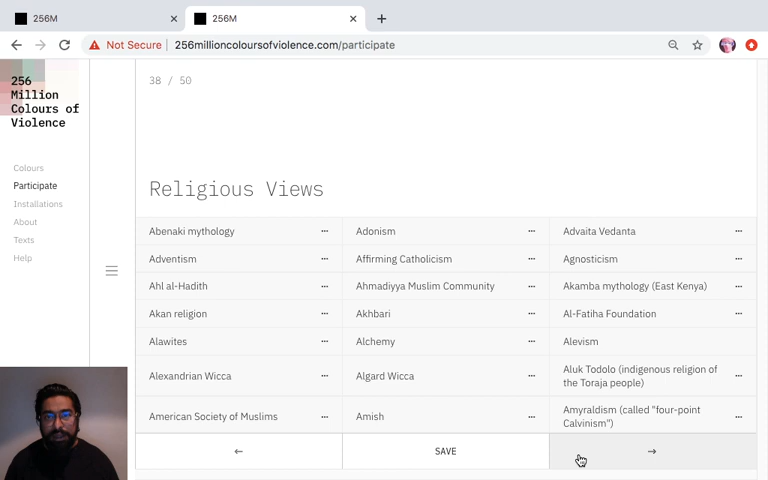 256M
256M
Not Secure
256millioncoloursofviolence.com/participate
256
Million
Colours of
Violence
Colours
Participate
Installations
About
Texts
Help
38 / 50
Religious Views
Abenaki mythology ... Adonism ... Advaita Vedanta ...
Adventism ... Affirming Catholicism ... Agnosticism ...
Ahl al-Hadith ... Ahmadiyya Muslim Community ... Akamba mythology (East Kenya) ...
Akan religion ... Akhbari ... Al-Fatiha Foundation ...
Alawites ... Alchemy ... Alevism ...
Alexandrian Wicca ... Algard Wicca ... Aluk Todolo (indigenous religion of
the Toraja people) ...
American Society of Muslims ... Amish ... Amyraldism (called "four-point
Calvinism") ...
← SAVE →